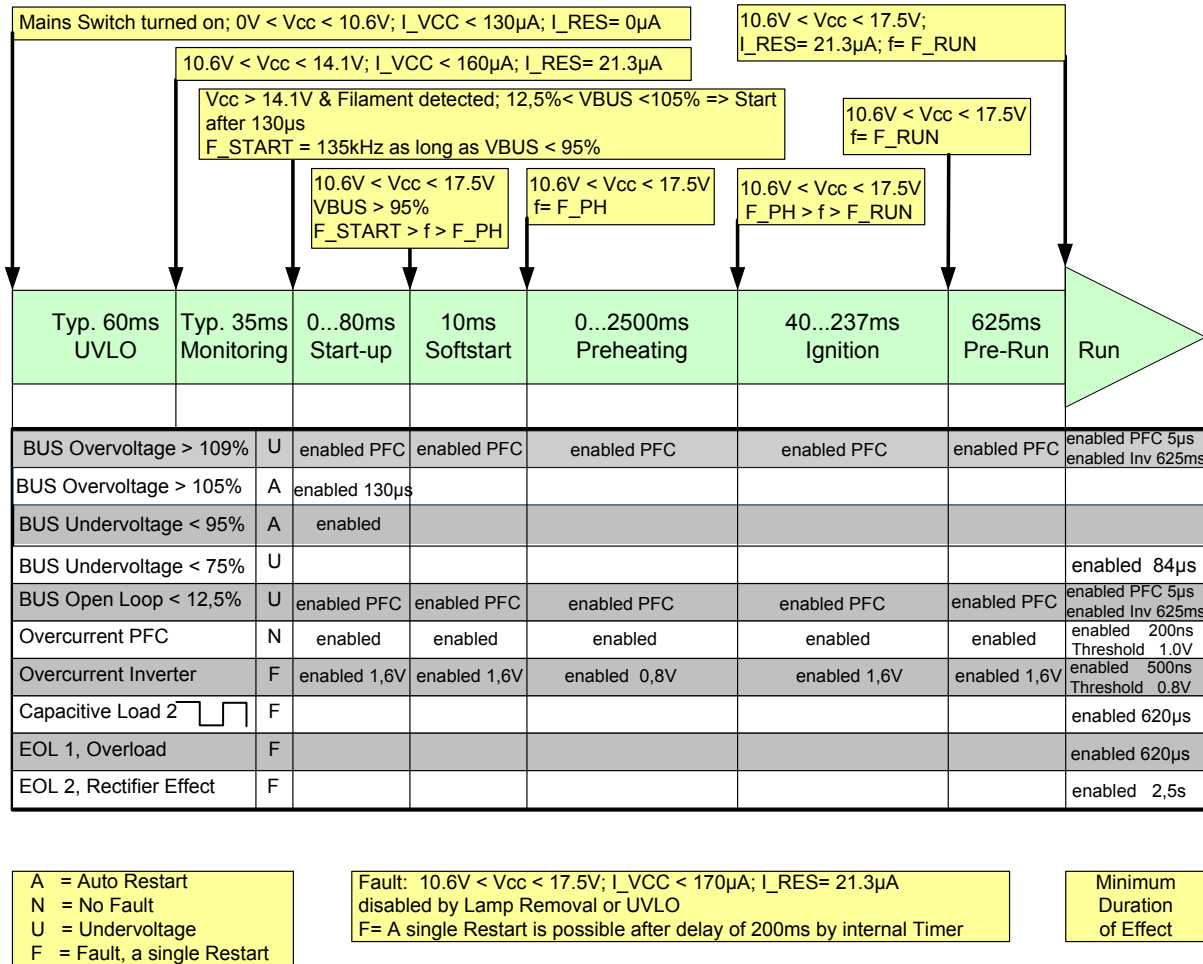 Mains Switch turned on; 0V < Vcc < 10.6V; I_VCC < 130µA; I_RES= 0µA
10.6V < Vcc < 17.5V;
I_RES= 21.3µA; f= F_RUN
10.6V < Vcc < 14.1V; I_VCC < 160µA; I_RES= 21.3µA
Vcc > 14.1V & Filament detected; 12,5%< VBUS <105% => Start
after 130µs
F_START = 135kHz as long as VBUS < 95%
10.6V < Vcc < 17.5V
f= F_RUN
10.6V < Vcc < 17.5V
VBUS > 95%
F_START > f > F_PH
10.6V < Vcc < 17.5V
f= F_PH
10.6V < Vcc < 17.5V
F_PH > f > F_RUN
Typ. 60ms
UVLO
Typ. 35ms
Monitoring
0...80ms
Start-up
10ms
Softstart
0...2500ms
Preheating
40...237ms
Ignition
625ms
Pre-Run
Run
BUS Overvoltage > 109% U enabled PFC enabled PFC enabled PFC enabled PFC enabled PFC enabled PFC 5µs
enabled Inv 625ms
BUS Overvoltage > 105% A enabled 130µs
BUS Undervoltage < 95% A enabled
BUS Undervoltage < 75% U enabled 84µs
BUS Open Loop < 12,5% U enabled PFC enabled PFC enabled PFC enabled PFC enabled PFC enabled PFC 5µs
enabled Inv 625ms
Overcurrent PFC N enabled enabled enabled enabled enabled enabled 200ns
Threshold 1.0V
Overcurrent Inverter F enabled 1,6V enabled 1,6V enabled 0,8V enabled 1,6V enabled 1,6V enabled 500ns
Threshold 0.8V
Capacitive Load 2 F enabled 620µs
EOL 1, Overload F enabled 620µs
EOL 2, Rectifier Effect F enabled 2,5s
A = Auto Restart
N = No Fault
U = Undervoltage
F = Fault, a single Restart
Fault: 10.6V < Vcc < 17.5V; I_VCC < 170µA; I_RES= 21.3µA
disabled by Lamp Removal or UVLO
F= A single Restart is possible after delay of 200ms by internal Timer
Minimum
Duration
of Effect